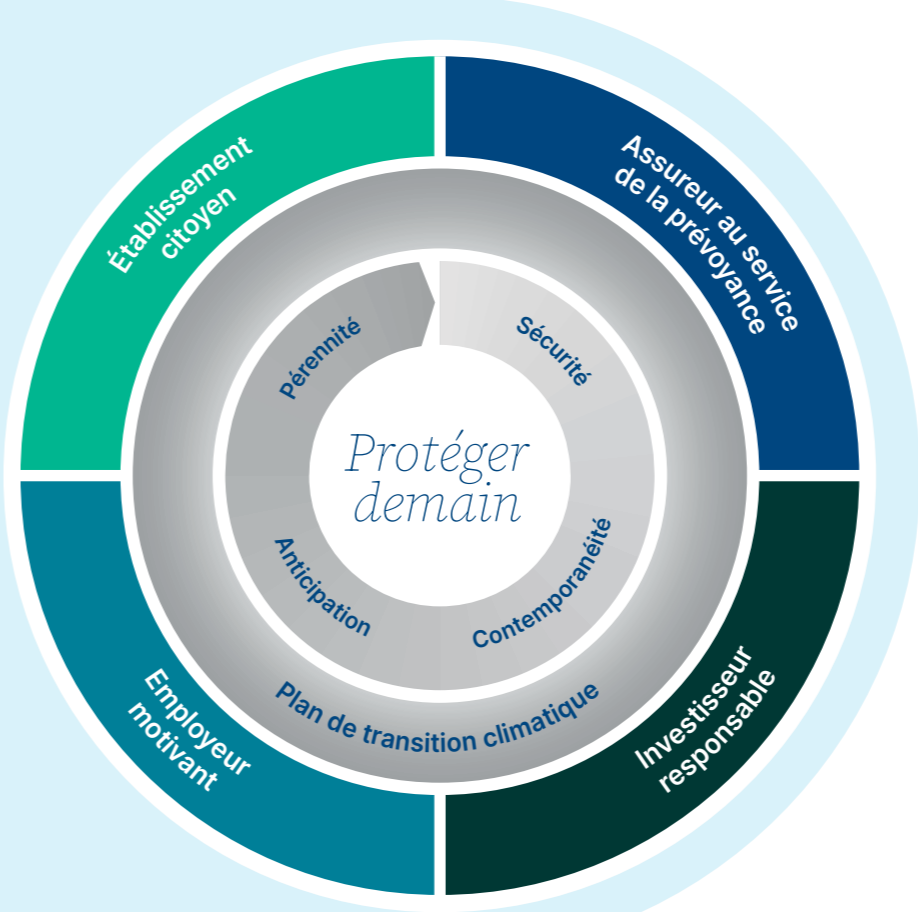 Établissement
citoyen
Assureur au service
de la prévoyance
Pérennité
Sécurité
Protéger
demain
Anticipation
Contemporanéité
Plan de transition climatique
Employeur
motivant
Investisseur
responsable